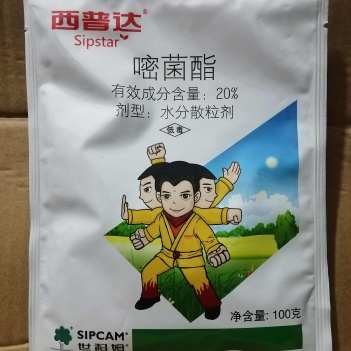 西普达
Sipstar
嘧菌酯
有效成分含量：20%
剂型：水分散粒剂
低毒
净含量：100克
SIPCAM
世科姆